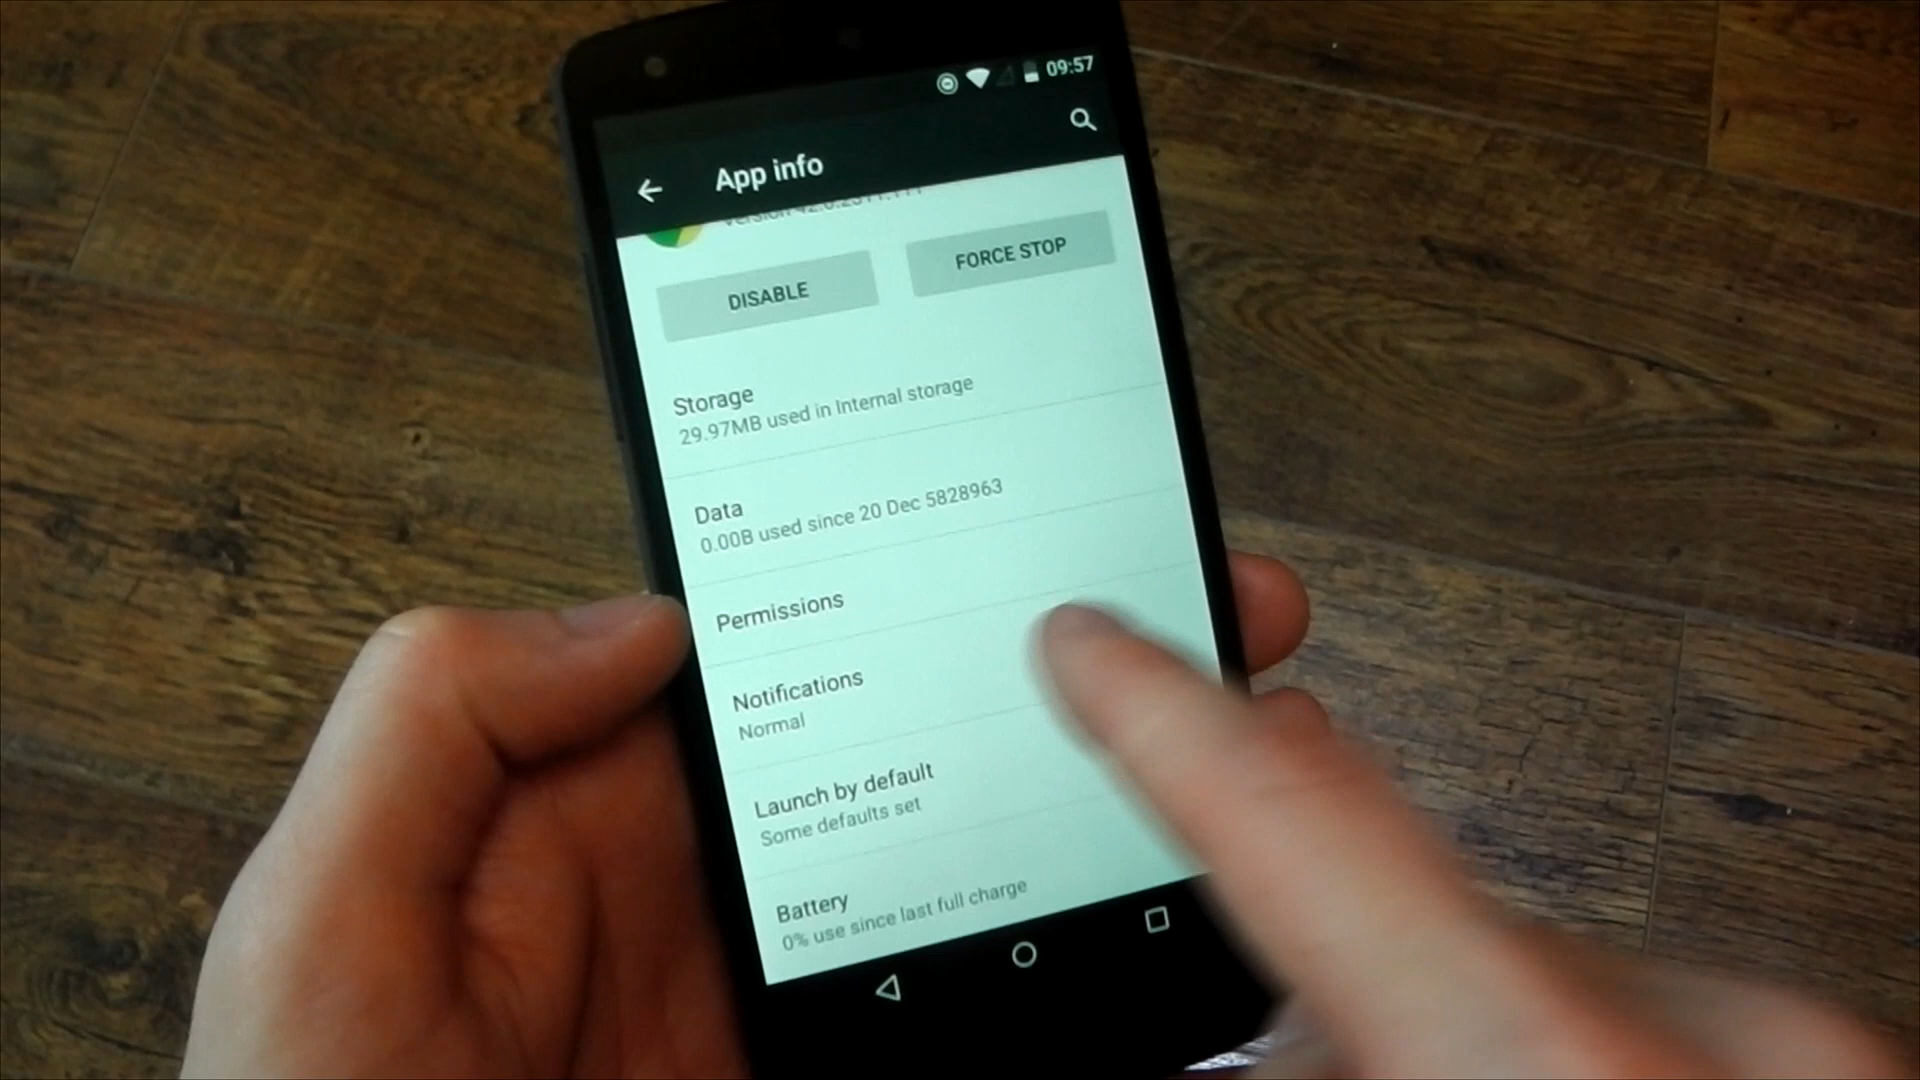 09:57
App info
DISABLE
FORCE STOP
Storage
29.97MB used in Internal storage
Data
0.00B used since 20 Dec 5828963
Permissions
Notifications
Normal
Launch by default
Some defaults set
Battery
0% use since last full charge